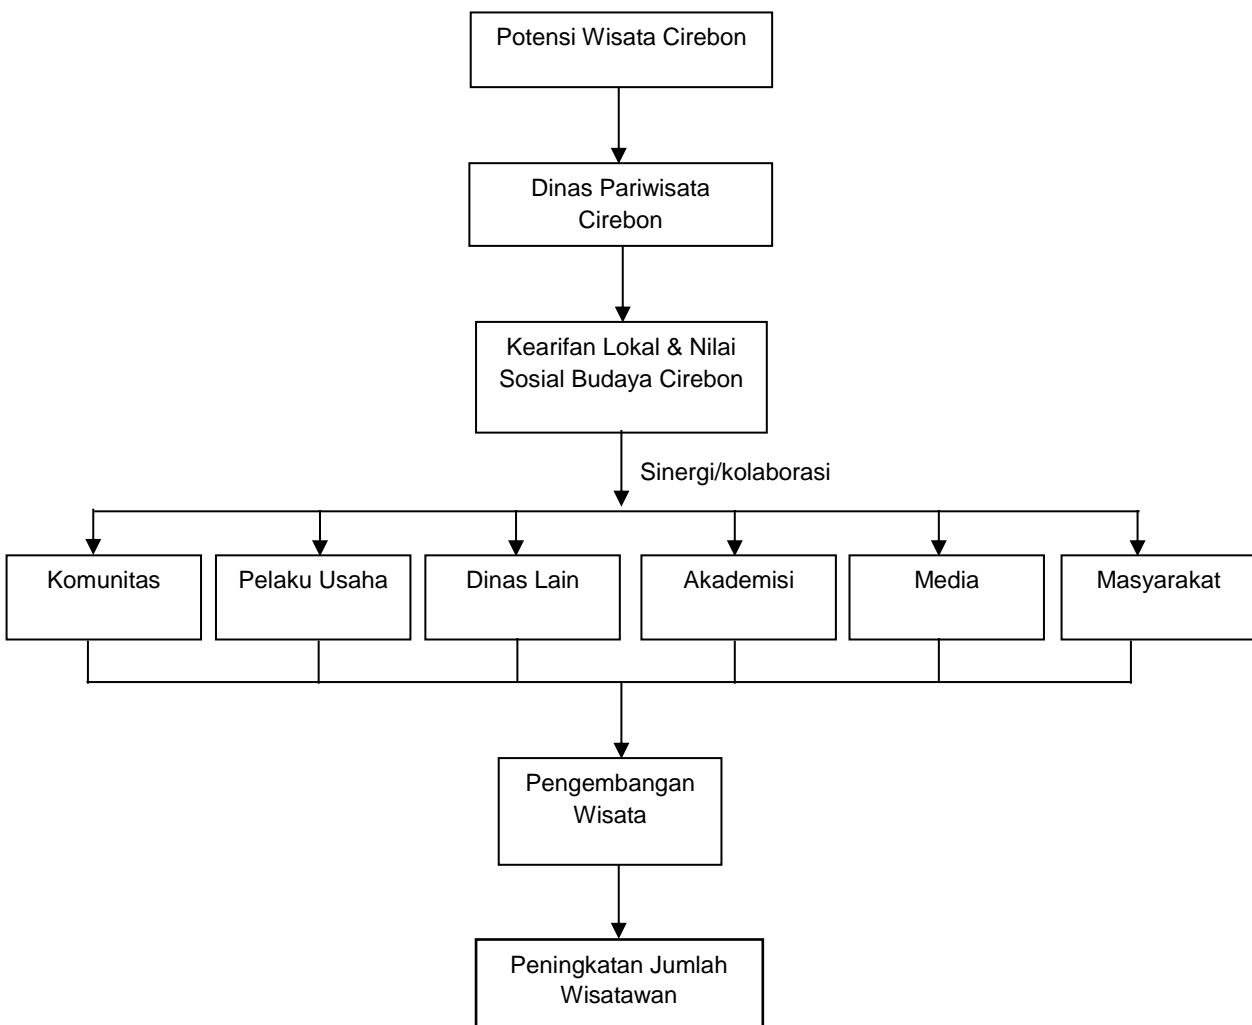 Potensi Wisata Cirebon
Dinas Pariwisata
Cirebon
Kearifan Lokal & Nilai
Sosial Budaya Cirebon
Sinergi/kolaborasi
Komunitas
Pelaku Usaha
Dinas Lain
Akademisi
Media
Masyarakat
Pengembangan
Wisata
Peningkatan Jumlah
Wisatawan